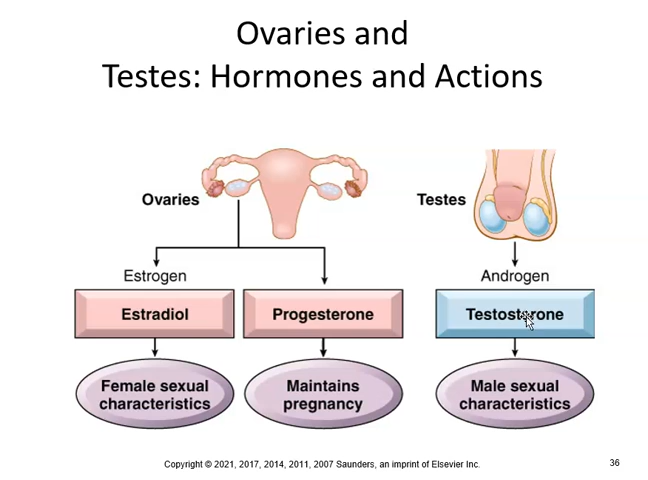 Ovaries and
Testes: Hormones and Actions
Ovaries
Testes
Estrogen
Androgen
Estradiol
Progesterone
Testosterone
Female sexual
characteristics
Maintains
pregnancy
Male sexual
characteristics
Copyright © 2021, 2017, 2014, 2011, 2007 Saunders, an imprint of Elsevier Inc.
36